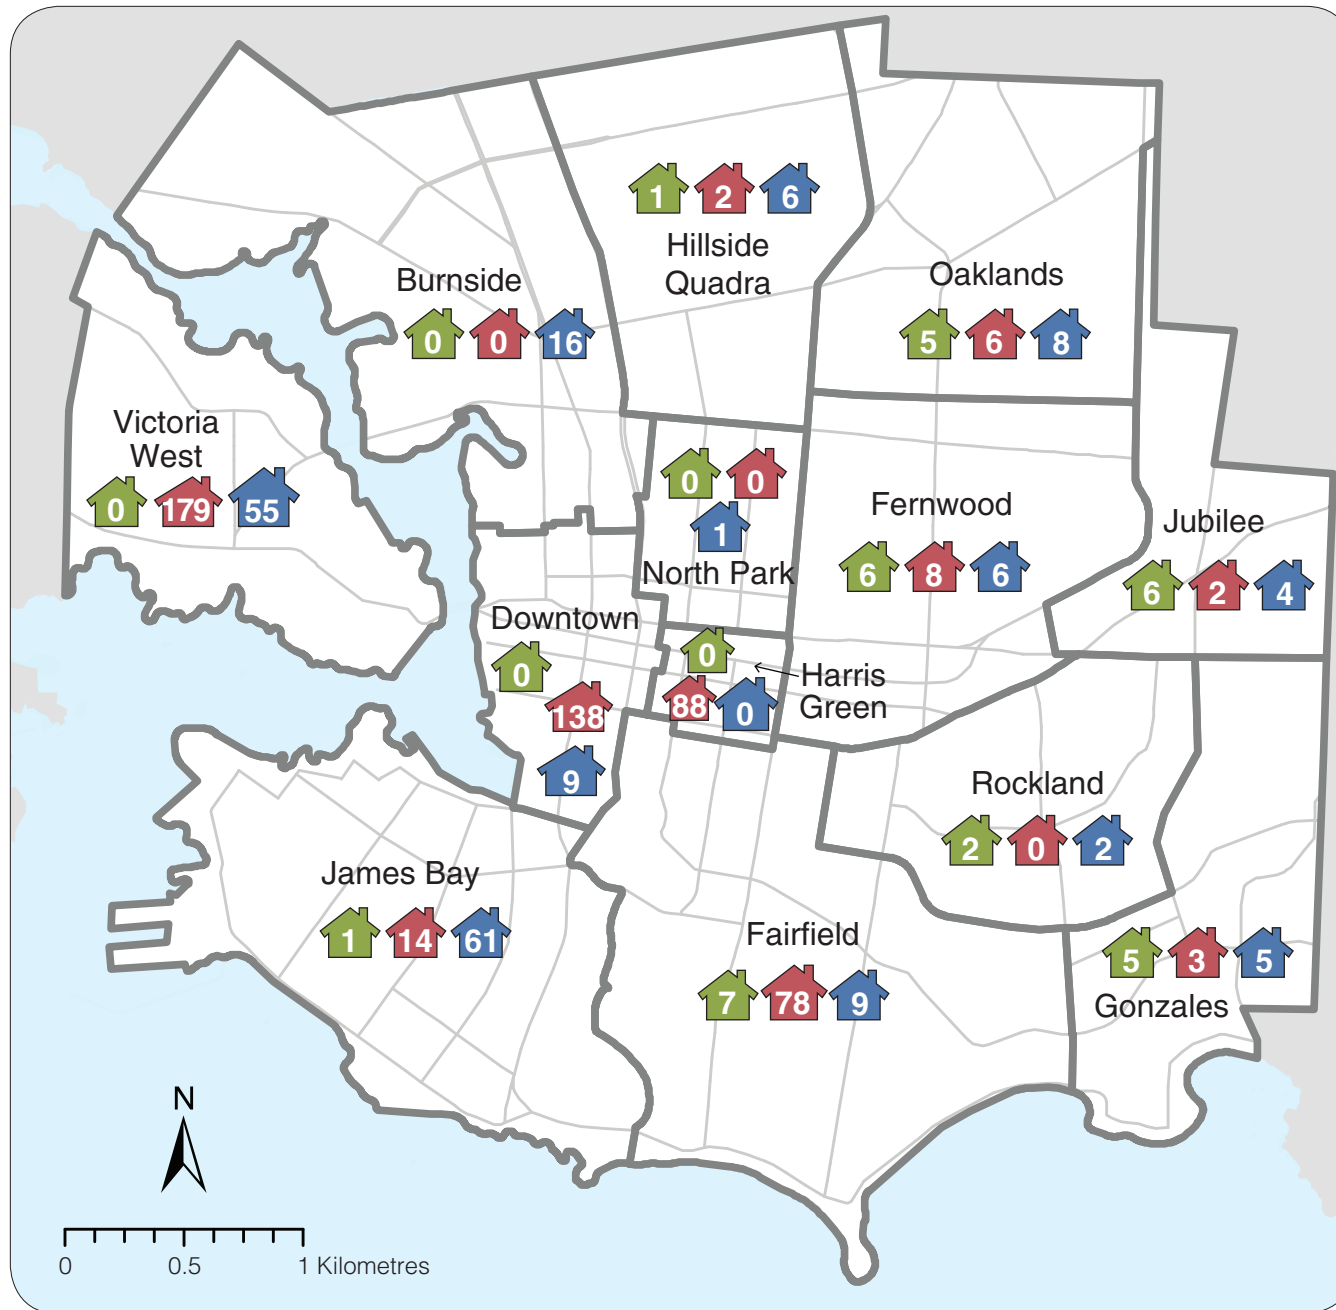 1 2 6
Hillside
Quadra
Burnside
0 0 16
Oaklands
5 6 8
Victoria
West
0 179 55
0 0
1
North Park
Fernwood
6 8 6
Jubilee
6 2 4
Downtown
0
138
9
0
88 0
Harris
Green
Rockland
2 0 2
James Bay
1 14 61
Fairfield
7 78 9
5 3 5
Gonzales
N
0 0.5 1 Kilometres